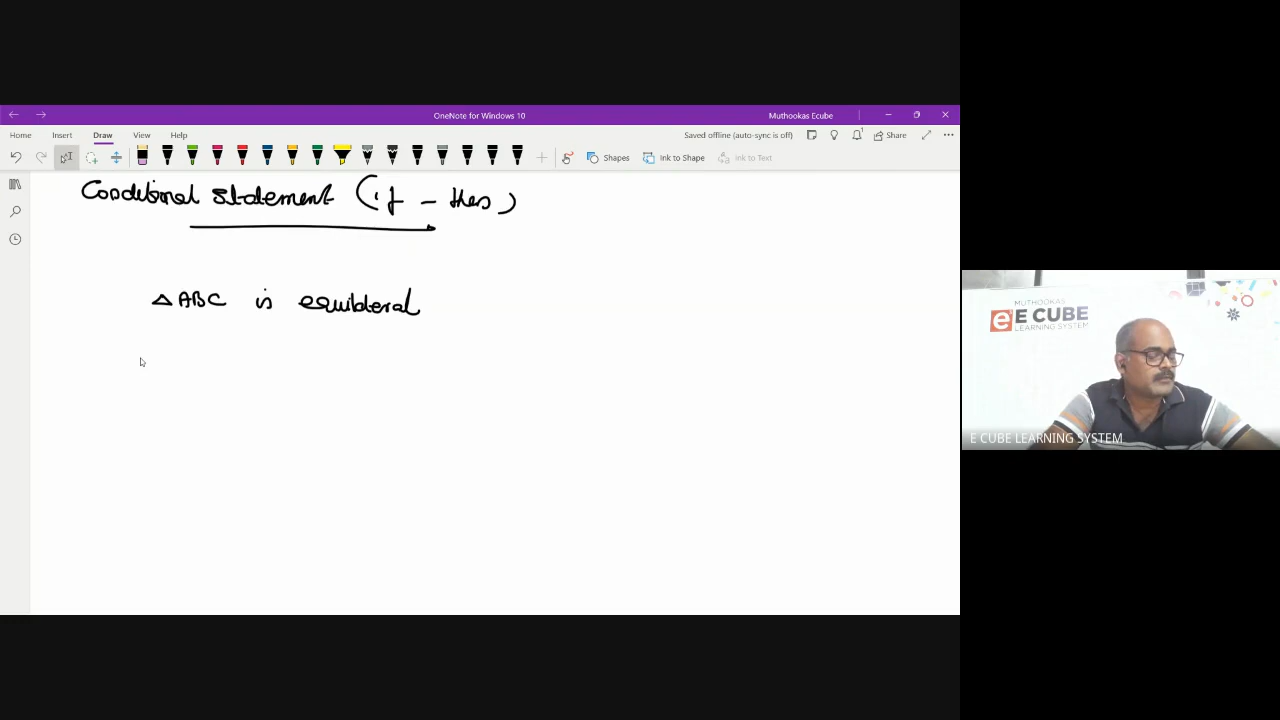 OneNote for Windows 10
Muthookas Ecube
Home Insert Draw View Help
Saved offline (auto-sync is off)
Share
Shapes
Ink to Shape
Ink to Text
Conditional Statement (if - then)
△ABC is equilateral
MUTHOOKAS
e E CUBE
LEARNING SYSTEM
E CUBE LEARNING SYSTEM